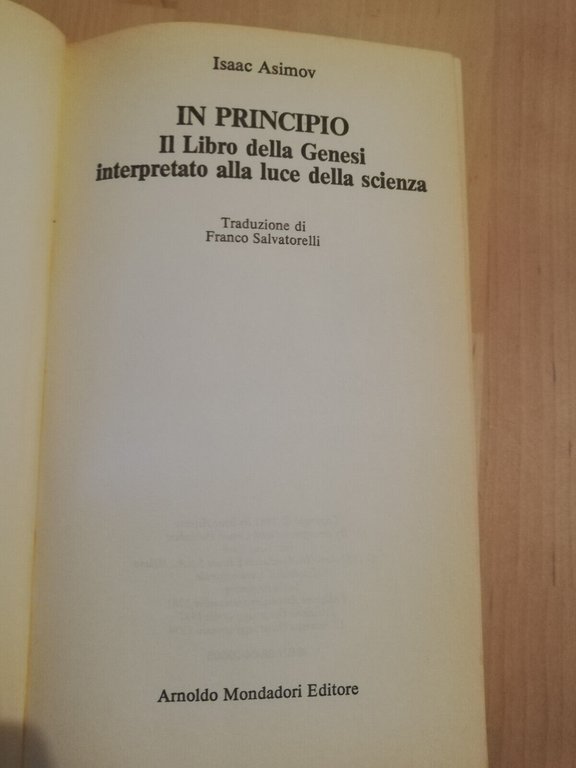 Isaac Asimov
IN PRINCIPIO
Il Libro della Genesi
interpretato alla luce della scienza
Traduzione di
Franco Salvatorelli
Arnoldo Mondadori Editore